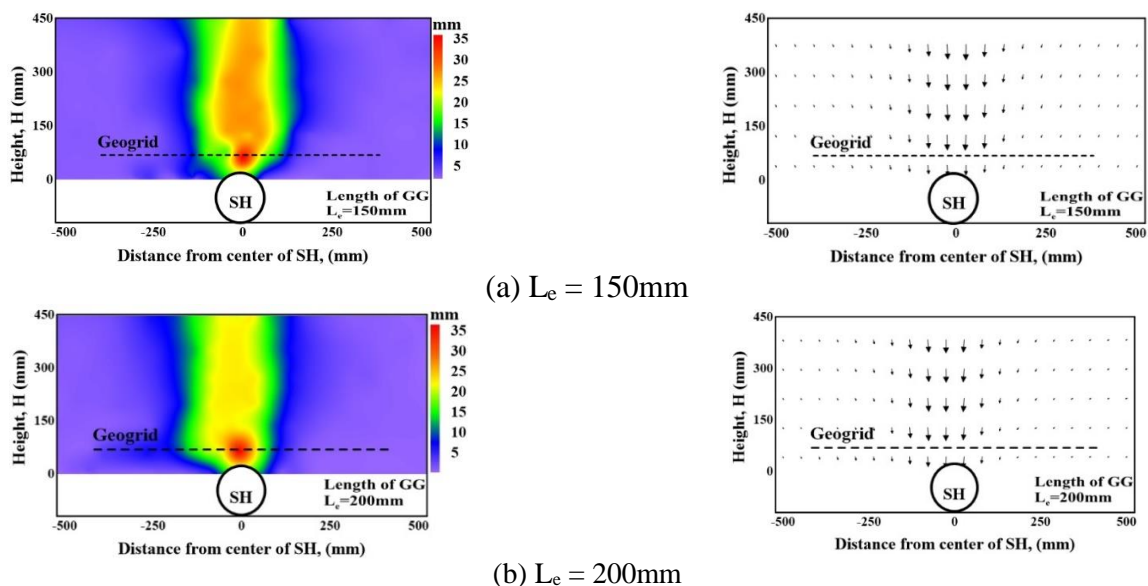 450
300
150
0
Height, H (mm)
Geogrid
SH
Length of GG
Lₑ=150mm
-500
-250
0
250
500
Distance from center of SH, (mm)
mm
35
30
25
20
15
10
5
450
300
150
0
Height, H (mm)
Geogrid
SH
Length of GG
Lₑ=150mm
-500
-250
0
250
500
Distance from center of SH, (mm)
(a) Lₑ = 150mm
450
300
150
0
Height, H (mm)
Geogrid
SH
Length of GG
Lₑ=200mm
-500
-250
0
250
500
Distance from center of SH, (mm)
mm
35
30
25
20
15
10
5
450
300
150
0
Height, H (mm)
Geogrid
SH
Length of GG
Lₑ=200mm
-500
-250
0
250
500
Distance from center of SH, (mm)
(b) Lₑ = 200mm